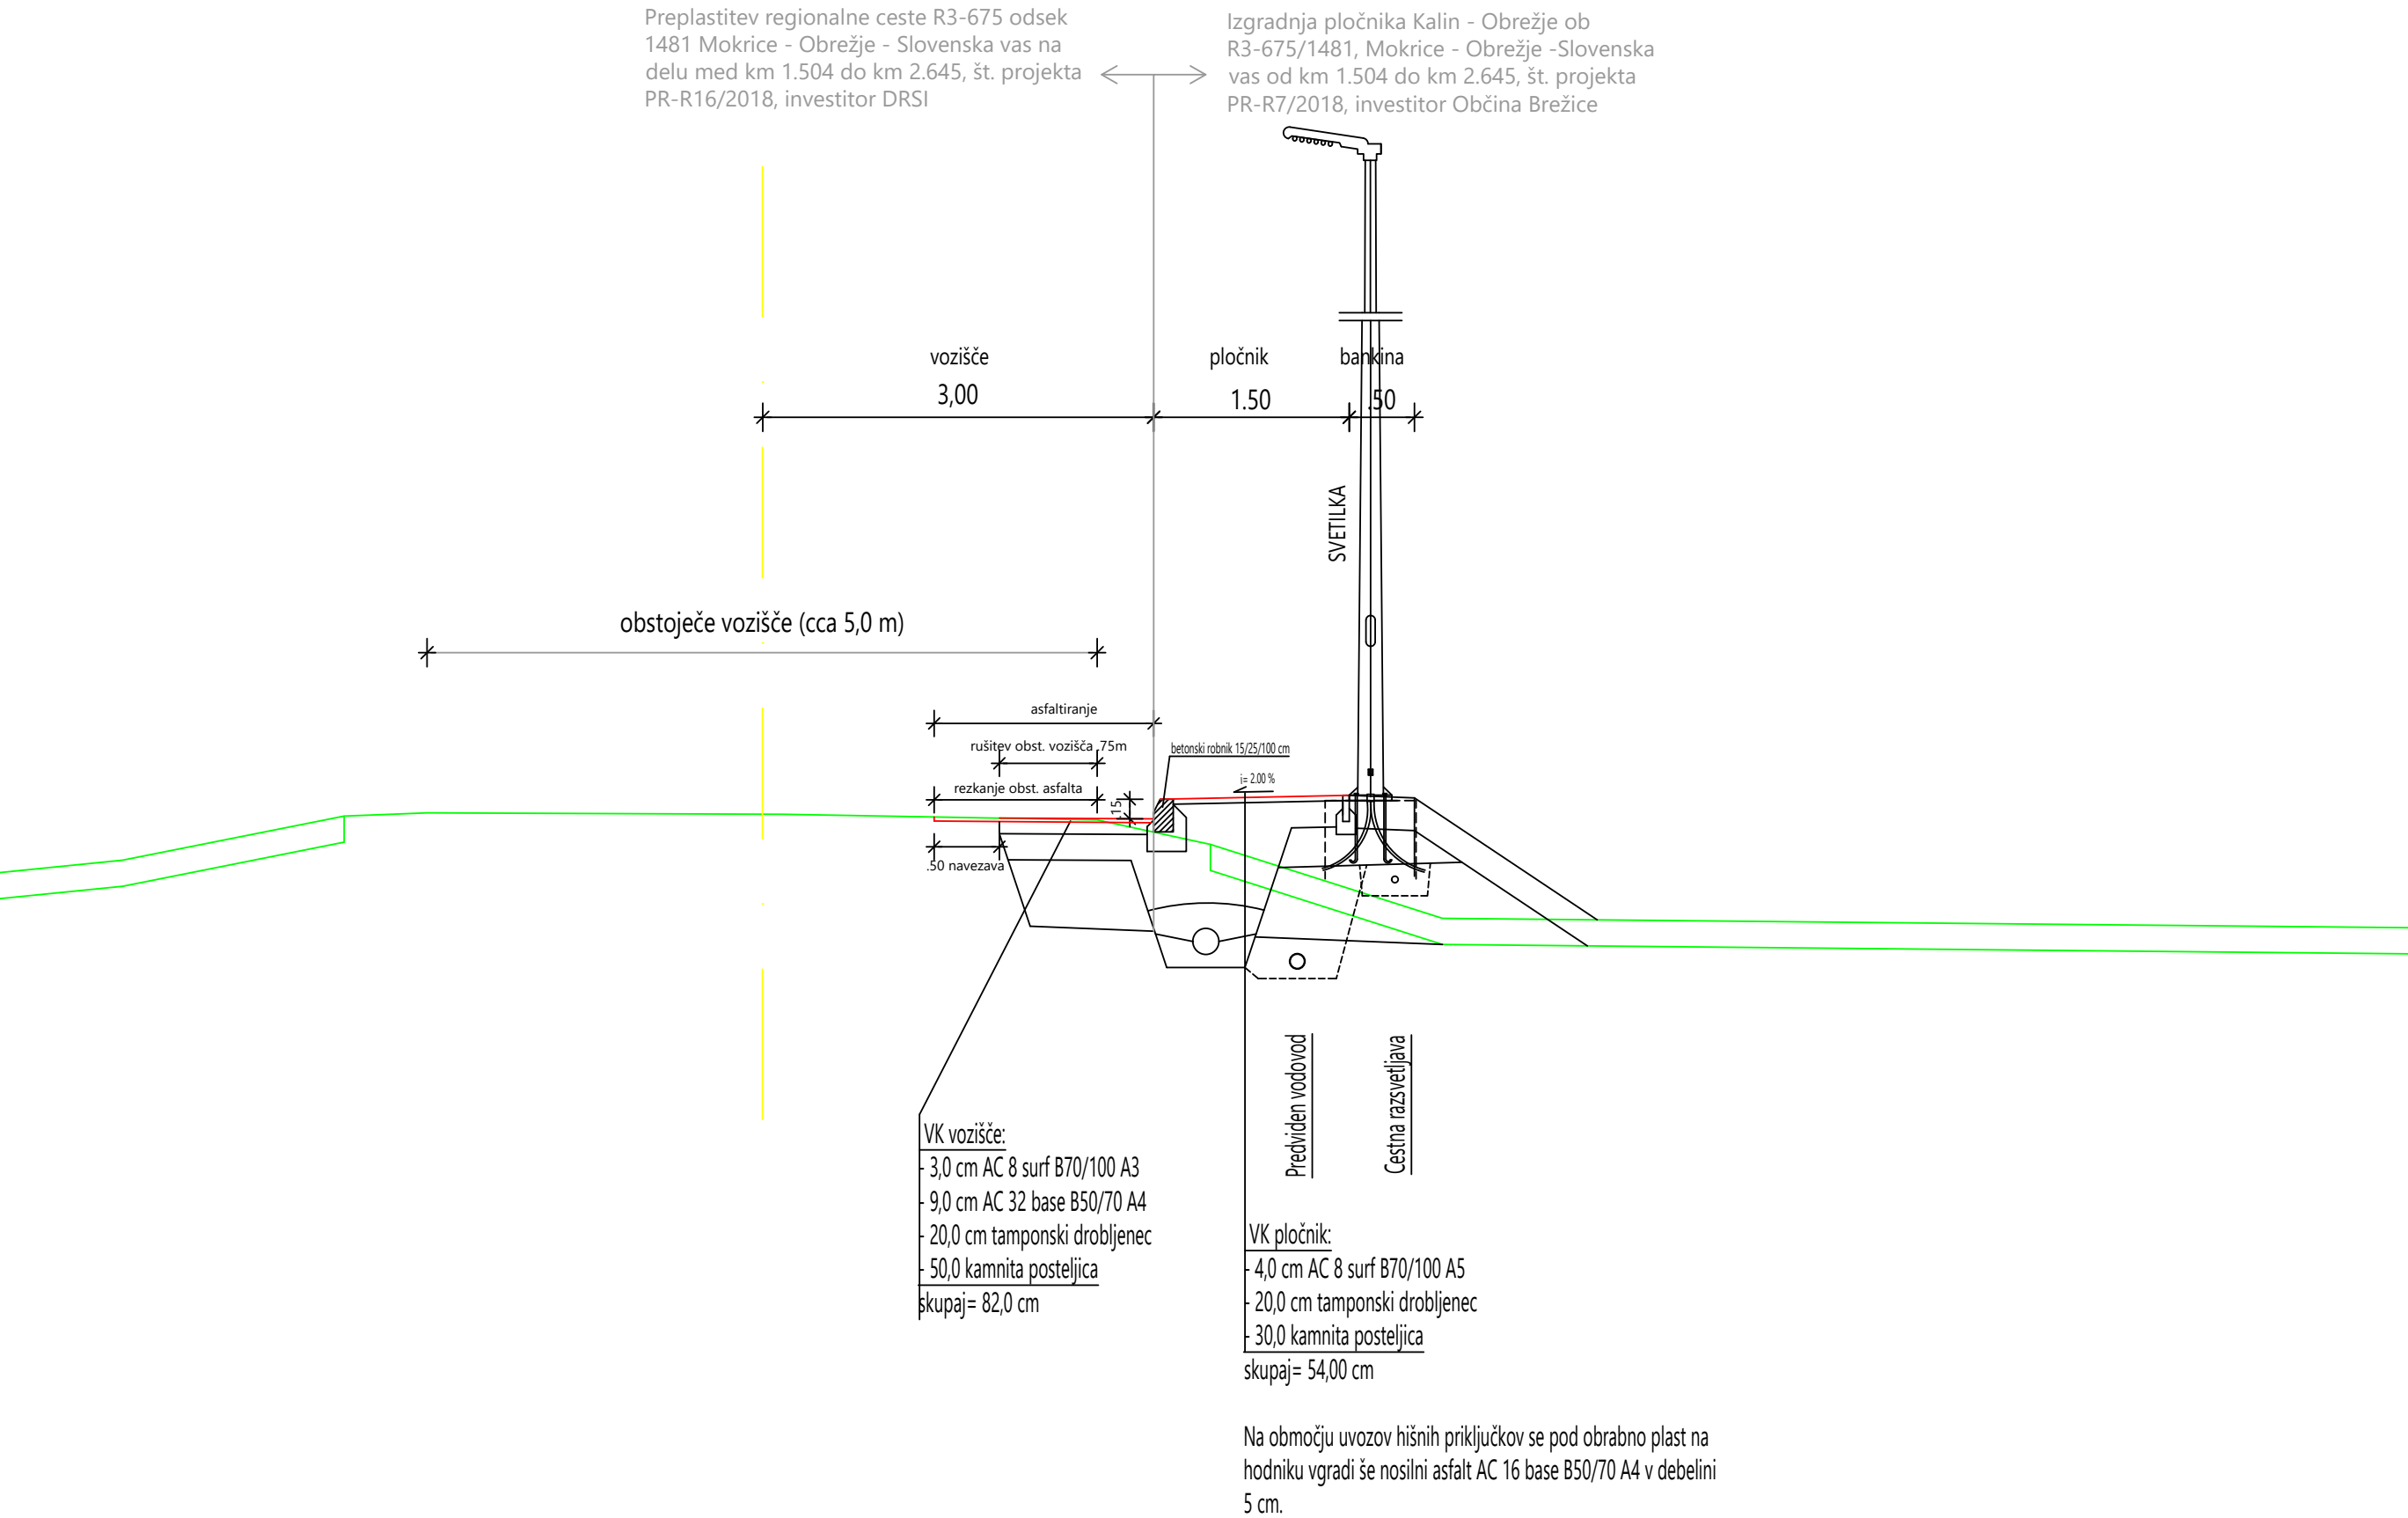 Preplastitev regionalne ceste R3-675 odsek
1481 Mokrice - Obrežje - Slovenska vas na
delu med km 1.504 do km 2.645, št. projekta
PR-R16/2018, investitor DRSI
Izgradnja pločnika Kalin - Obrežje ob
R3-675/1481, Mokrice - Obrežje -Slovenska
vas od km 1.504 do km 2.645, št. projekta
PR-R7/2018, investitor Občina Brežice
vozišče
pločnik
bankina
3,00
1.50
.50
SVETILKA
obstoječe vozišče (cca 5,0 m)
asfaltiranje
rušitev obst. vozišča .75m
betonski robnik 15/25/100 cm
i= 2.00 %
rezkanje obst. asfalta
.15
.50 navezava
Predviden vodovod
Cestna razsvetljava
VK vozišče:
- 3,0 cm AC 8 surf B70/100 A3
- 9,0 cm AC 32 base B50/70 A4
- 20,0 cm tamponski drobljenec
- 50,0 kamnita posteljica
skupaj= 82,0 cm
VK pločnik:
- 4,0 cm AC 8 surf B70/100 A5
- 20,0 cm tamponski drobljenec
- 30,0 kamnita posteljica
skupaj= 54,00 cm
Na območju uvozov hišnih priključkov se pod obrabno plast na
hodniku vgradi še nosilni asfalt AC 16 base B50/70 A4 v debelini
5 cm.